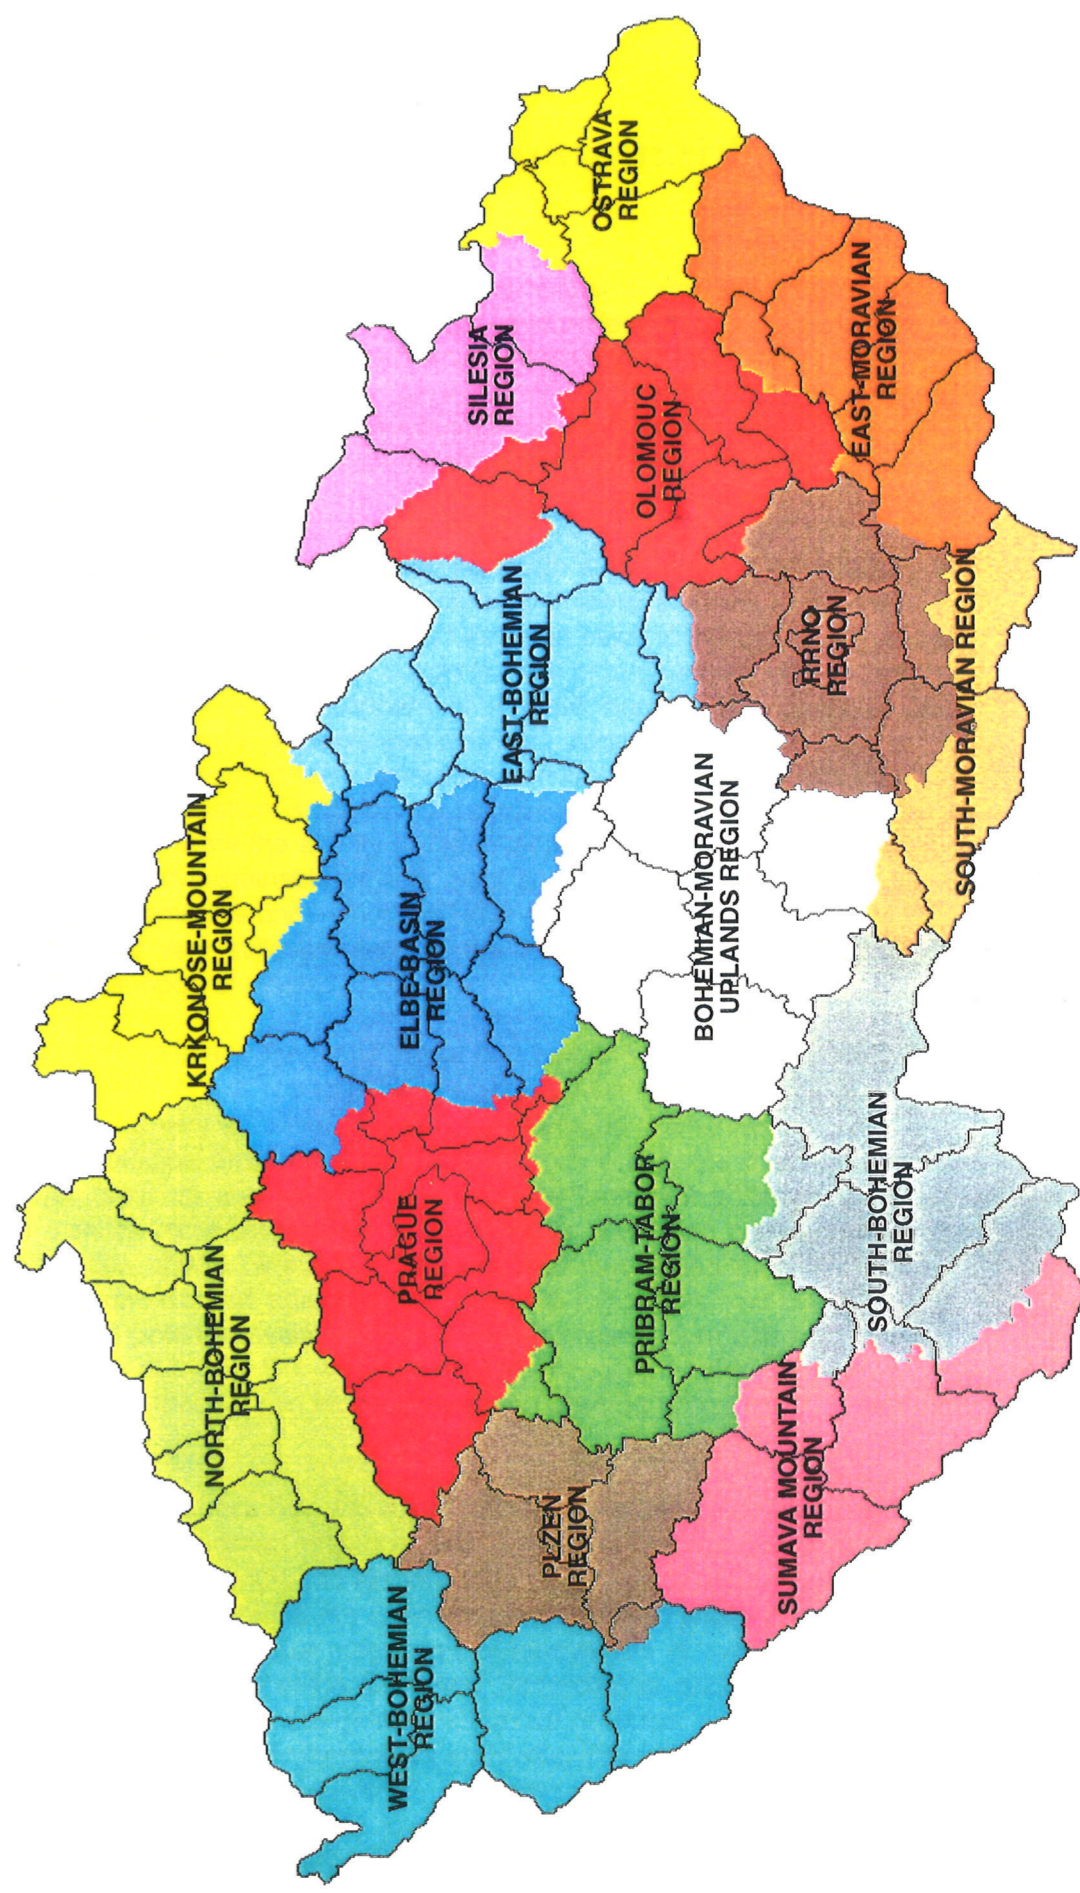 KRKONOSE-MOUNTAIN
REGION
NORTH-BOHEMIAN
REGION
WEST-BOHEMIAN
REGION
PRAGUE
REGION
ELBE-BASIN
REGION
SILESIA
REGION
EAST-BOHEMIAN
REGION
PLZEN
REGION
OSTRAVA
REGION
PRIBRAM-TABOR
REGION
OLOMOUC
REGION
BOHEMIAN-MORAVIAN
UPLANDS REGION
SUMAVA MOUNTAIN
REGION
BRNO
REGION
EAST-MORAVIAN
REGION
SOUTH-BOHEMIAN
REGION
SOUTH-MORAVIAN REGION